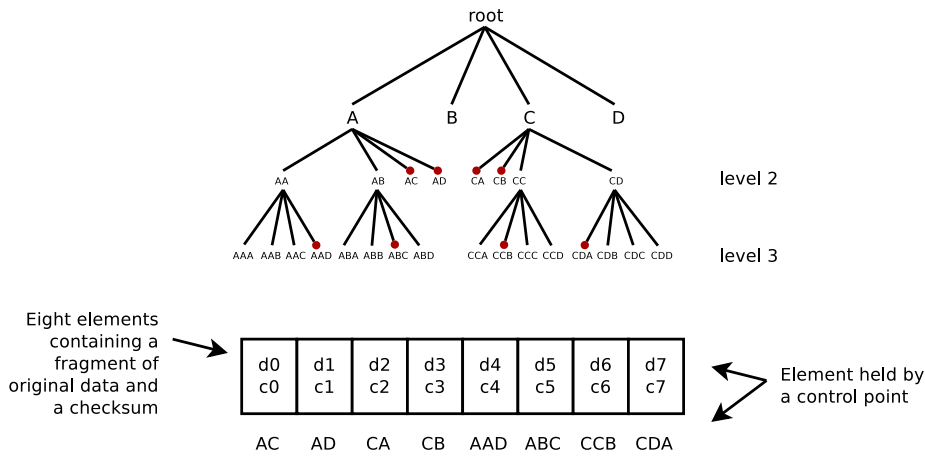 root
A B C D
AA AB AC AD CA CB CC CD
level 2
AAA AAB AAC AAD ABA ABB ABC ABD CCA CCB CCC CCD CDA CDB CDC CDD
level 3
Eight elements
containing a
fragment of
original data and
a checksum
d0 d1 d2 d3 d4 d5 d6 d7
c0 c1 c2 c3 c4 c5 c6 c7
Element held by
a control point
AC AD CA CB AAD ABC CCB CDA